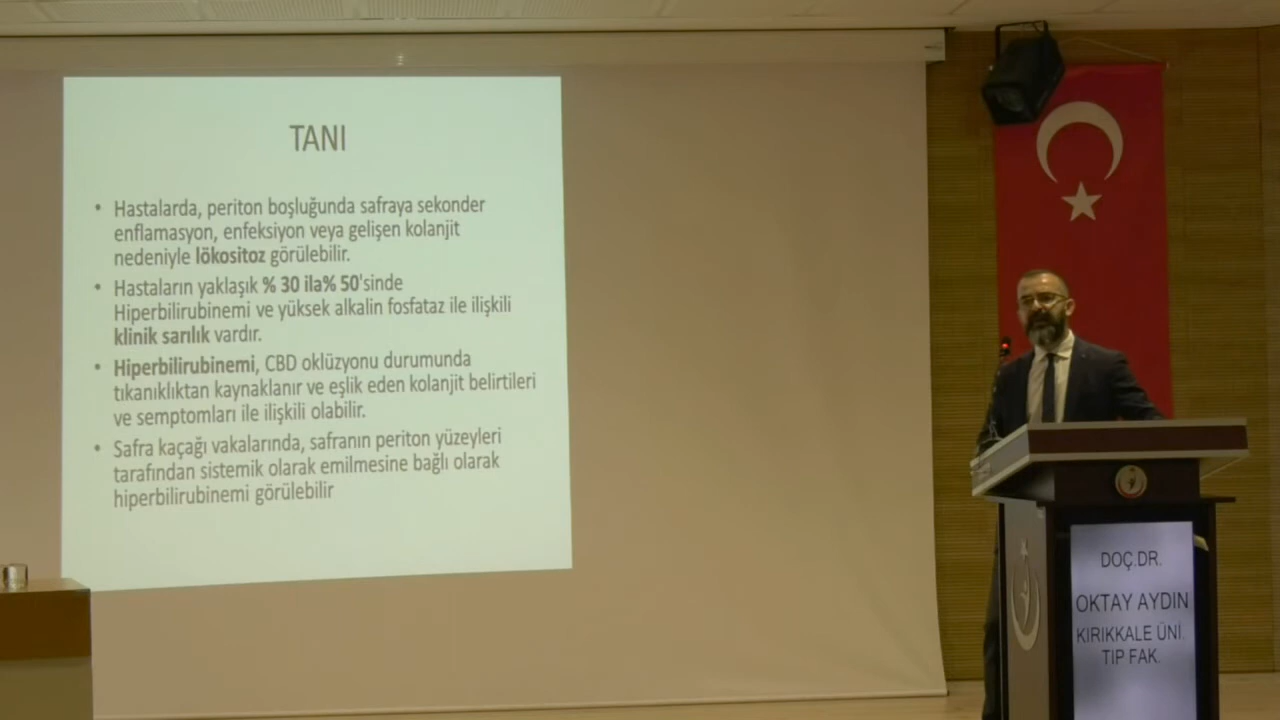 TANI
• Hastalarda, periton boşluğunda safraya sekonder
enflamasyon, enfeksiyon veya gelişen kolanjit
nedeniyle lökositoz görülebilir.
• Hastaların yaklaşık % 30 ila% 50'sinde
Hiperbilirubinemi ve yüksek alkalin fosfataz ile ilişkili
klinik sarılık vardır.
• Hiperbilirubinemi, CBD oklüzyonu durumunda
tıkanıklıktan kaynaklanır ve eşlik eden kolanjit belirtileri
ve semptomları ile ilişkili olabilir.
• Safra kaçağı vakalarında, safranın periton yüzeyleri
tarafından sistemik olarak emilmesine bağlı olarak
hiperbilirubinemi görülebilir
DOÇ.DR.
OKTAY AYDIN
KIRIKKALE ÜNİ.
TIP FAK.